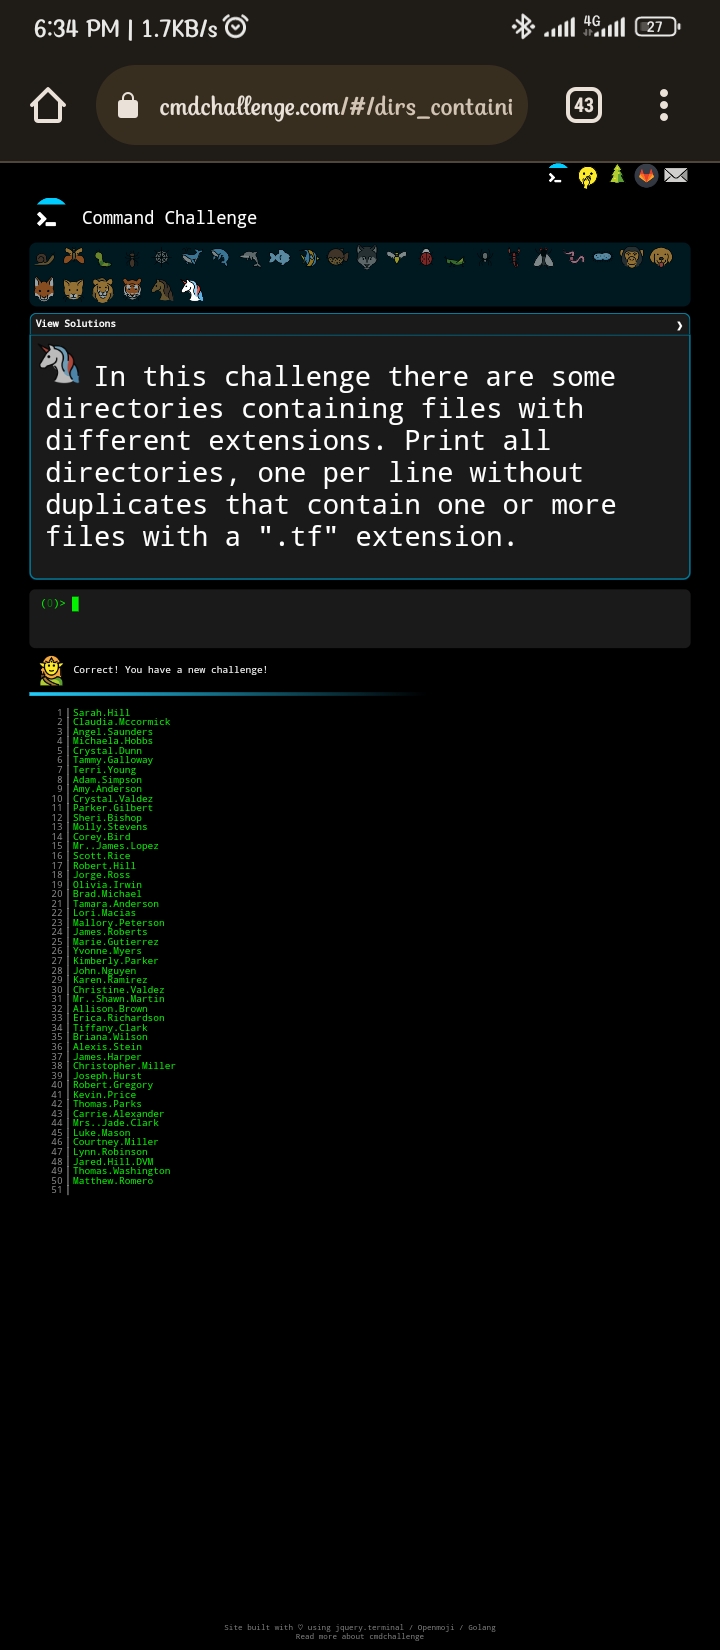 6:34 PM | 1.7KB/s
4G
27
cmdchallenge.com/#/dirs_containi
43
Command Challenge
View Solutions
In this challenge there are some
directories containing files with
different extensions. Print all
directories, one per line without
duplicates that contain one or more
files with a ".tf" extension.
(0)>
Correct! You have a new challenge!
1 Sarah.Hill
2 Claudia.Mccormick
3 Angel.Saunders
4 Michaela.Hobbs
5 Crystal.Dunn
6 Tammy.Galloway
7 Terri.Young
8 Adam.Simpson
9 Amy.Anderson
10 Crystal.Valdez
11 Parker.Gilbert
12 Sheri.Bishop
13 Molly.Stevens
14 Corey.Bird
15 Mr..James.Lopez
16 Scott.Rice
17 Robert.Hill
18 Jorge.Ross
19 Olivia.Irwin
20 Brad.Michael
21 Tamara.Anderson
22 Lori.Macias
23 Mallory.Peterson
24 James.Roberts
25 Marie.Gutierrez
26 Yvonne.Myers
27 Kimberly.Parker
28 John.Nguyen
29 Karen.Ramirez
30 Christine.Valdez
31 Mr..Shawn.Martin
32 Allison.Brown
33 Erica.Richardson
34 Tiffany.Clark
35 Briana.Wilson
36 Alexis.Stein
37 James.Harper
38 Christopher.Miller
39 Joseph.Hurst
40 Robert.Gregory
41 Kevin.Price
42 Thomas.Parks
43 Carrie.Alexander
44 Mrs..Jade.Clark
45 Luke.Mason
46 Courtney.Miller
47 Lynn.Robinson
48 Jared.Hill.DVM
49 Thomas.Washington
50 Matthew.Romero
51
Site built with ♡ using jquery.terminal / Openmoji / Golang
Read more about cmdchallenge